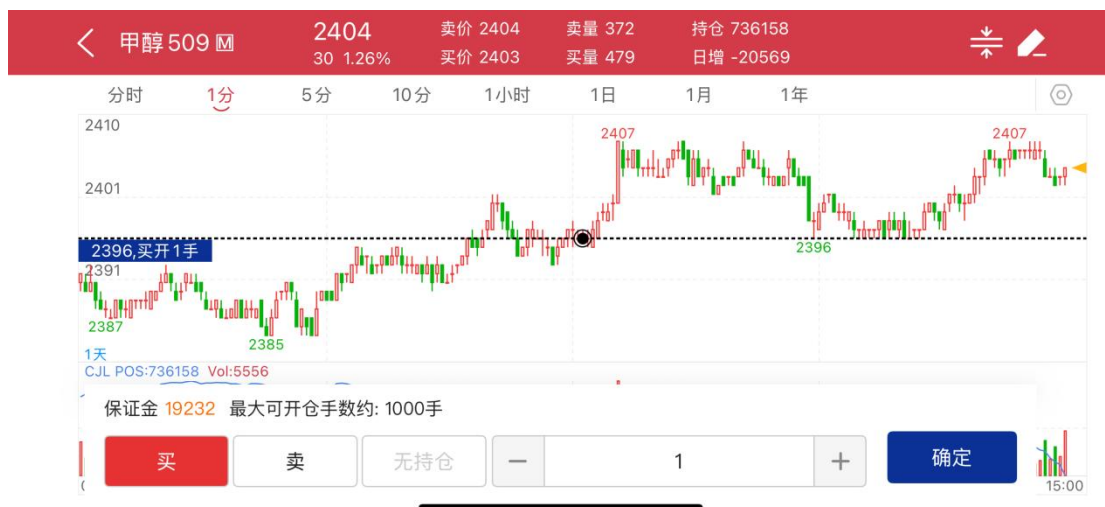 甲醇509 M 2404 卖价 2404 卖量 372 持仓 736158
30 1.26% 买价 2403 买量 479 日增 -20569
分时 1分 5分 10分 1小时 1日 1月 1年
2410
2407 2407
2401
2396,买开1手
2396
2391
2387
2385
1天
CJL POS:736158 Vol:5556
保证金 19232 最大可开仓手数约: 1000手
买 卖 无持仓 — 1 + 确定
15:00